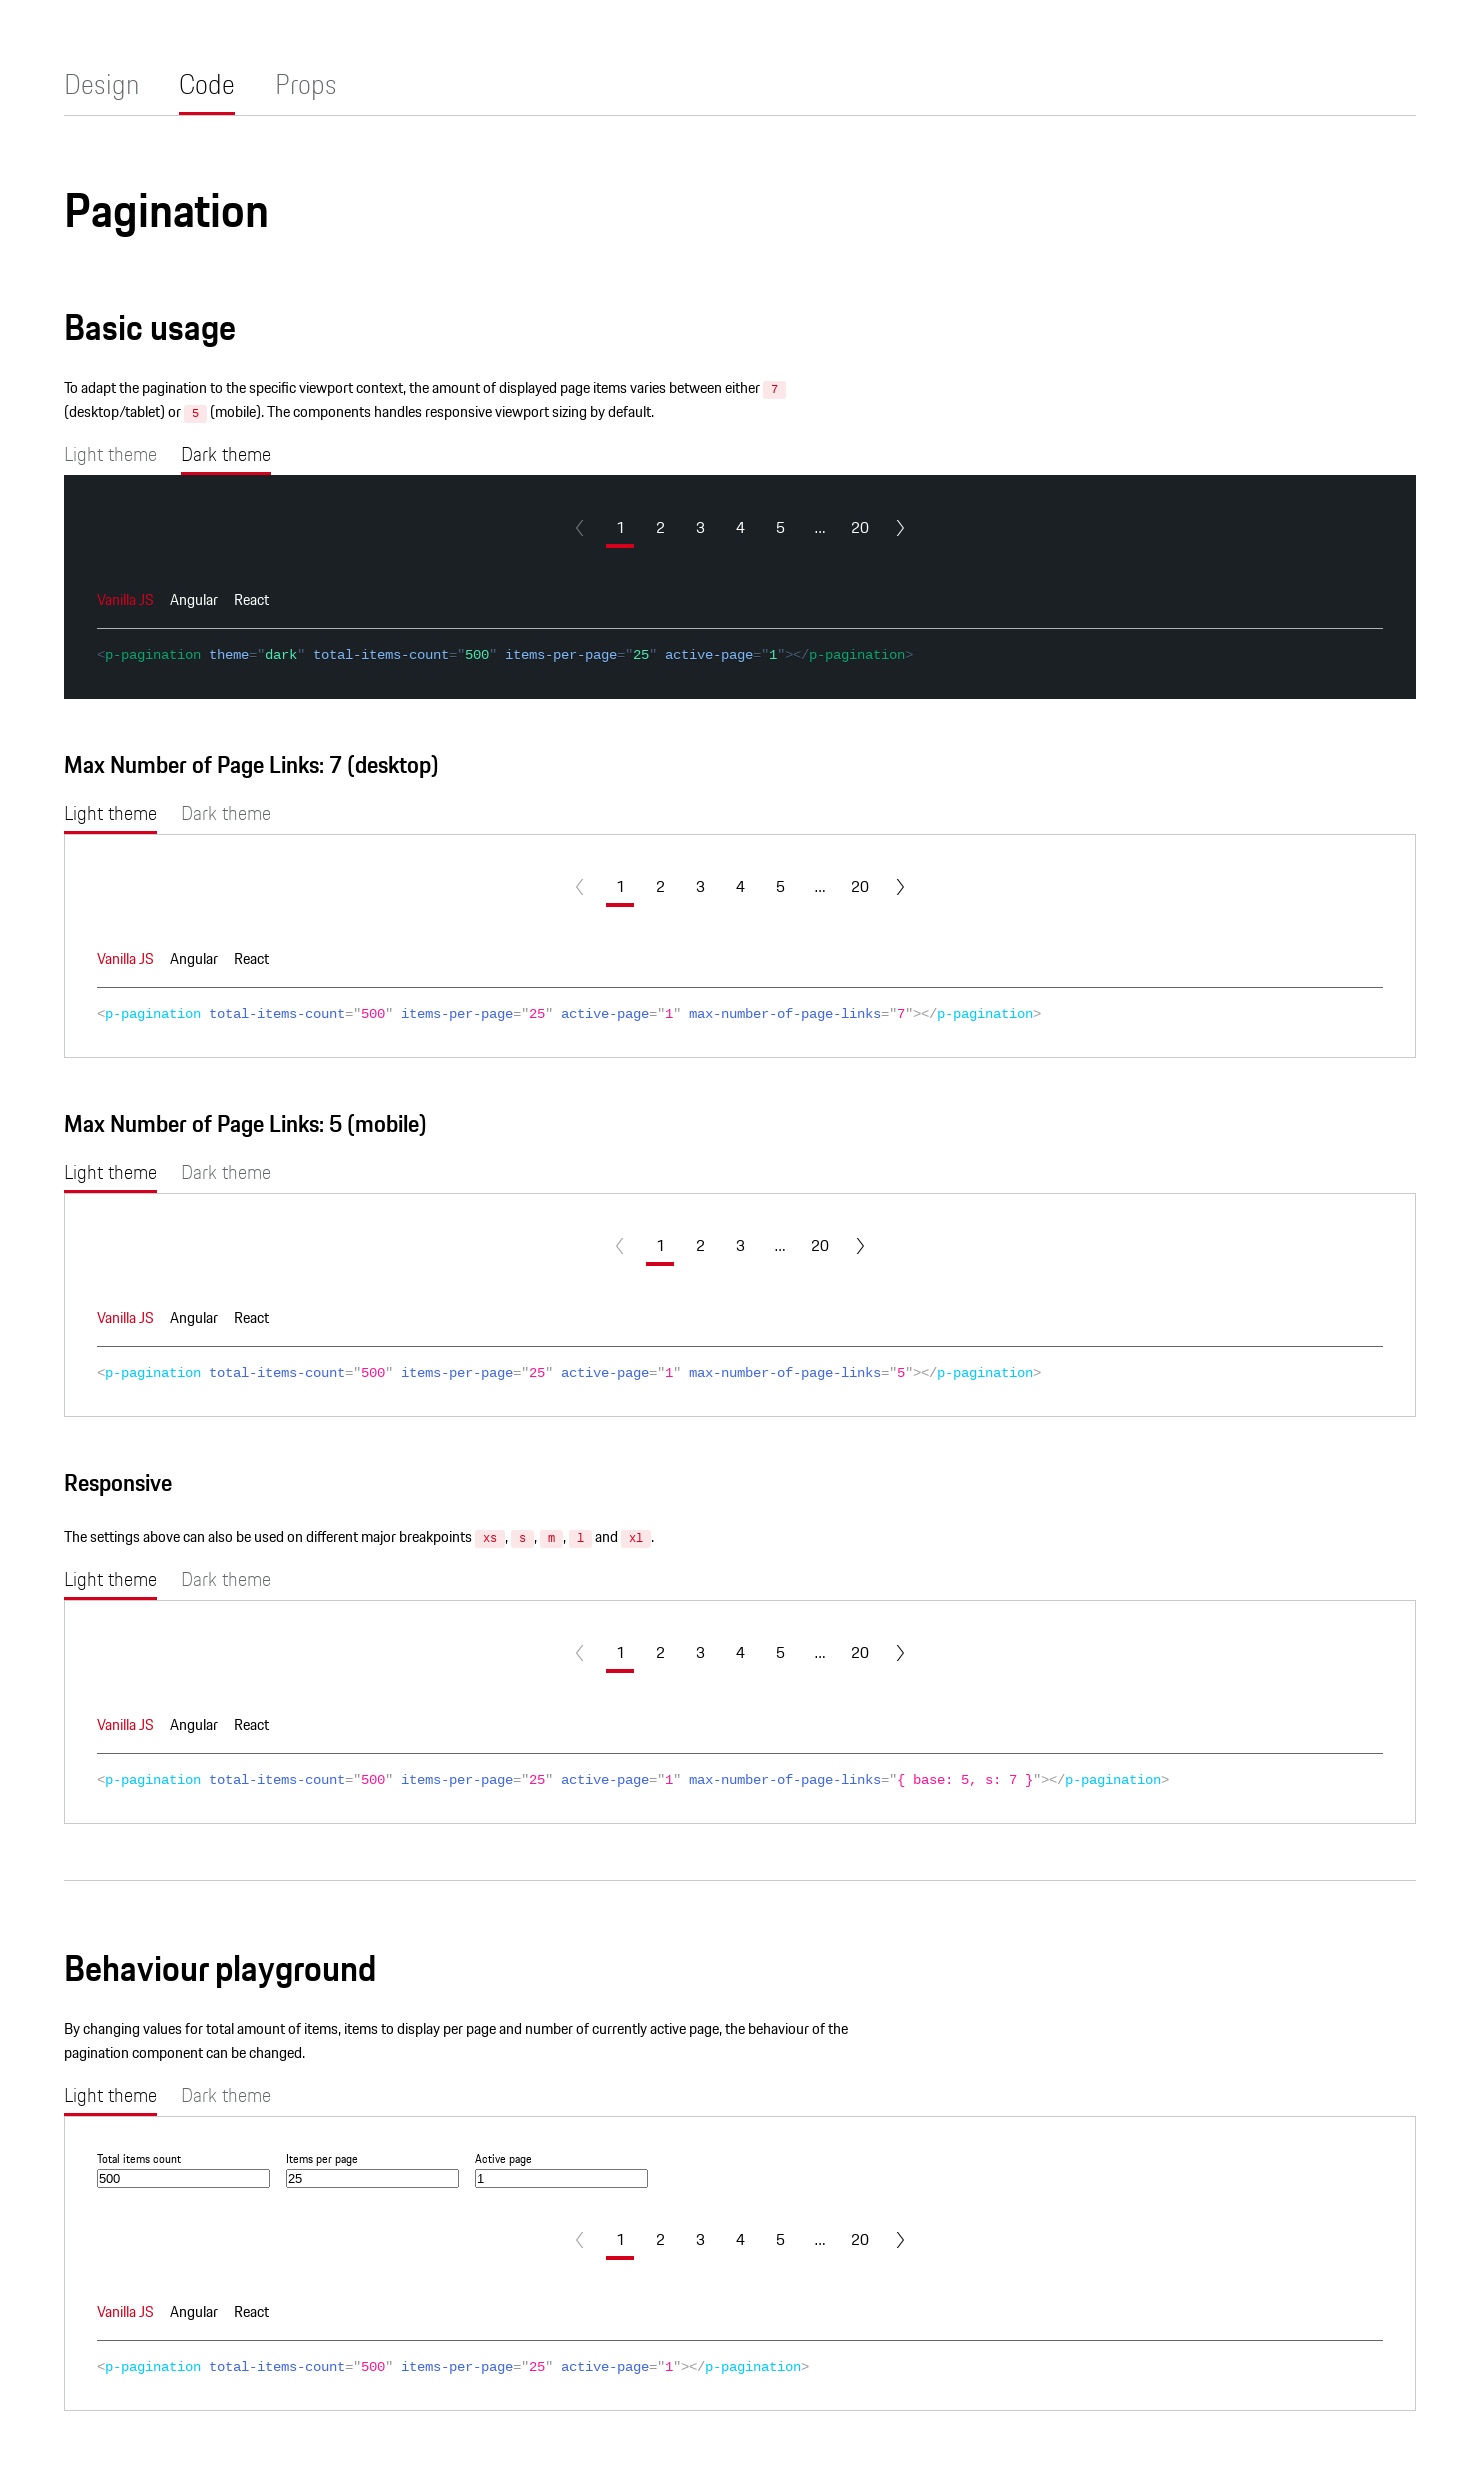 Design Code Props
Pagination
Basic usage
To adapt the pagination to the specific viewport context, the amount of displayed page items varies between either 7
(desktop/tablet) or 5 (mobile). The components handles responsive viewport sizing by default.
Light theme Dark theme
1 2 3 4 5 ... 20
Vanilla JS Angular React
<p-pagination theme="dark" total-items-count="500" items-per-page="25" active-page="1"></p-pagination>
Max Number of Page Links: 7 (desktop)
Light theme Dark theme
1 2 3 4 5 ... 20
Vanilla JS Angular React
<p-pagination total-items-count="500" items-per-page="25" active-page="1" max-number-of-page-links="7"></p-pagination>
Max Number of Page Links: 5 (mobile)
Light theme Dark theme
1 2 3 ... 20
Vanilla JS Angular React
<p-pagination total-items-count="500" items-per-page="25" active-page="1" max-number-of-page-links="5"></p-pagination>
Responsive
The settings above can also be used on different major breakpoints xs, s, m, l and xl.
Light theme Dark theme
1 2 3 4 5 ... 20
Vanilla JS Angular React
<p-pagination total-items-count="500" items-per-page="25" active-page="1" max-number-of-page-links="{ base: 5, s: 7 }"></p-pagination>
Behaviour playground
By changing values for total amount of items, items to display per page and number of currently active page, the behaviour of the
pagination component can be changed.
Light theme Dark theme
Total items count Items per page Active page
500 25 1
1 2 3 4 5 ... 20
Vanilla JS Angular React
<p-pagination total-items-count="500" items-per-page="25" active-page="1"></p-pagination>